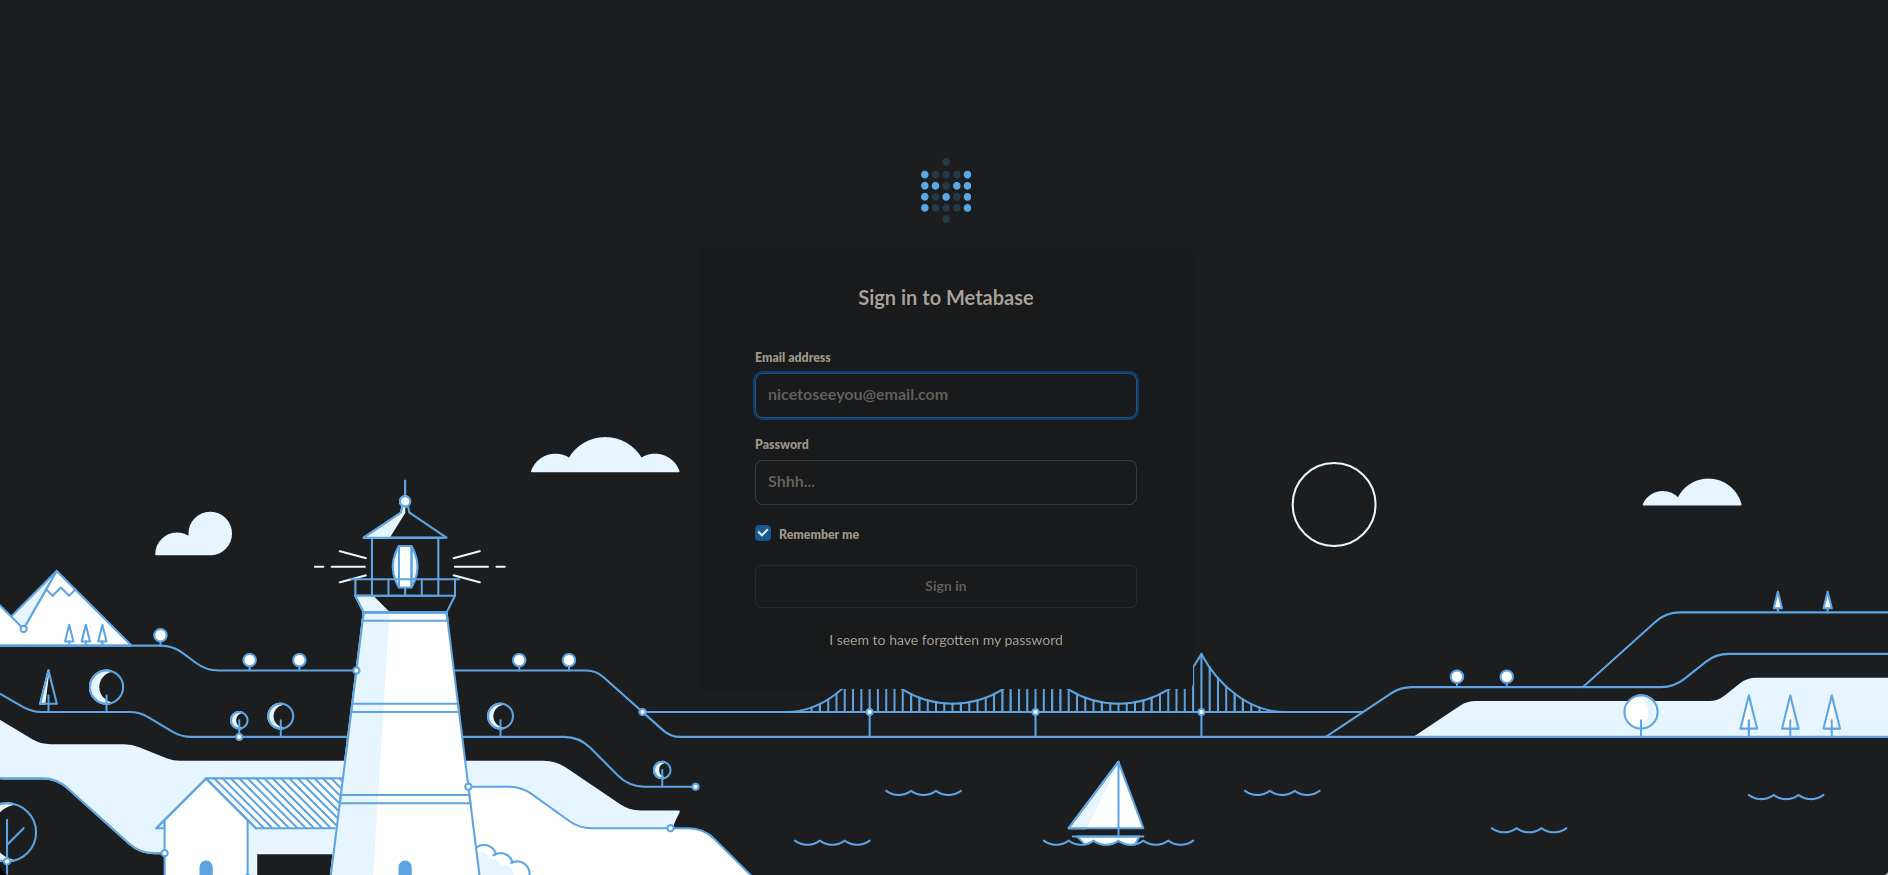 Sign in to Metabase
Email address
nicetoseeyou@email.com
Password
Shhh...
Remember me
Sign in
I seem to have forgotten my password